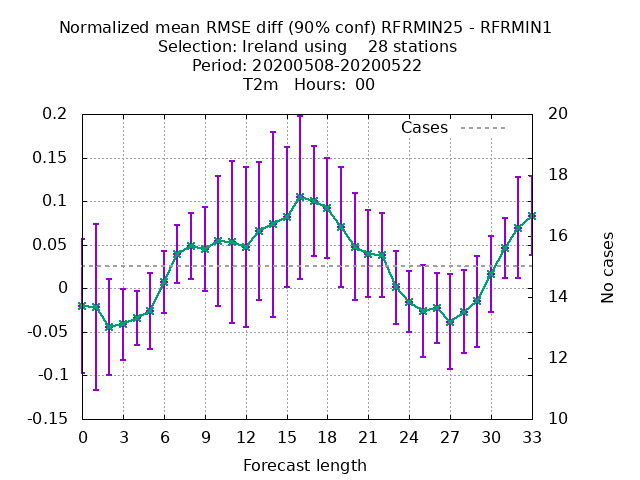 Normalized mean RMSE diff (90% conf) RFRMIN25 - RFRMIN1
Selection: Ireland using    28 stations
Period: 20200508-20200522
T2m   Hours: 00
Cases
0.2
0.15
0.1
0.05
0
-0.05
-0.1
-0.15
20
18
16
14
12
10
No cases
0 3 6 9 12 15 18 21 24 27 30 33
Forecast length